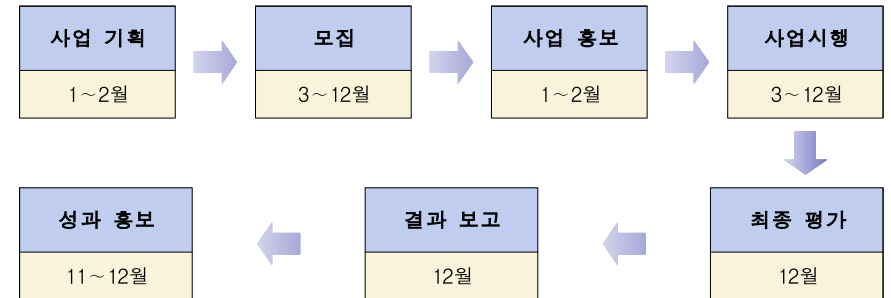 사업 기획
1～2월
모집
3～12월
사업 홍보
1～2월
사업시행
3～12월
최종 평가
12월
결과 보고
12월
성과 홍보
11～12월